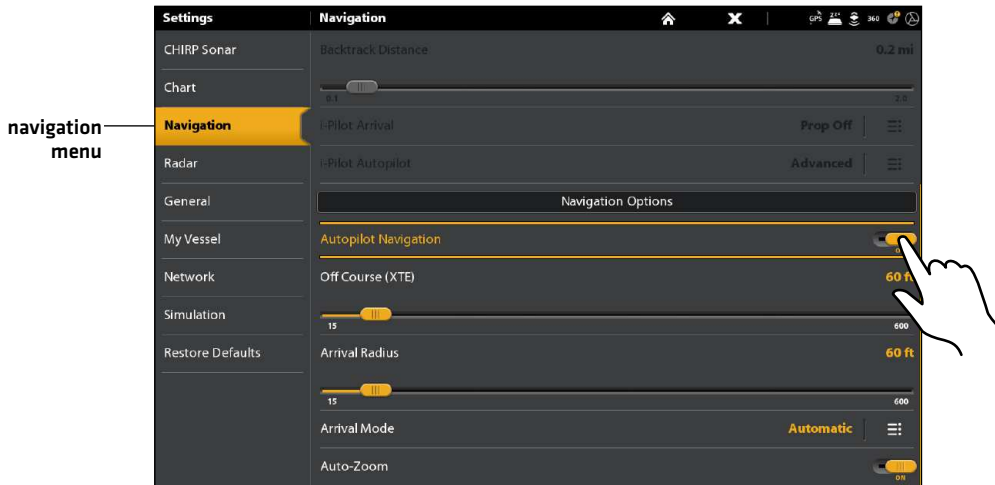 Settings
Navigation
GPS
360
CHIRP Sonar
Chart
Navigation
Radar
General
My Vessel
Network
Simulation
Restore Defaults
navigation
menu
Backtrack Distance 0.2 mi
0.1 2.0
i-Pilot Arrival Prop Off
i-Pilot Autopilot Advanced
Navigation Options
Autopilot Navigation
Off Course (XTE) 60 ft
15 600
Arrival Radius 60 ft
15 600
Arrival Mode Automatic
Auto-Zoom
ON